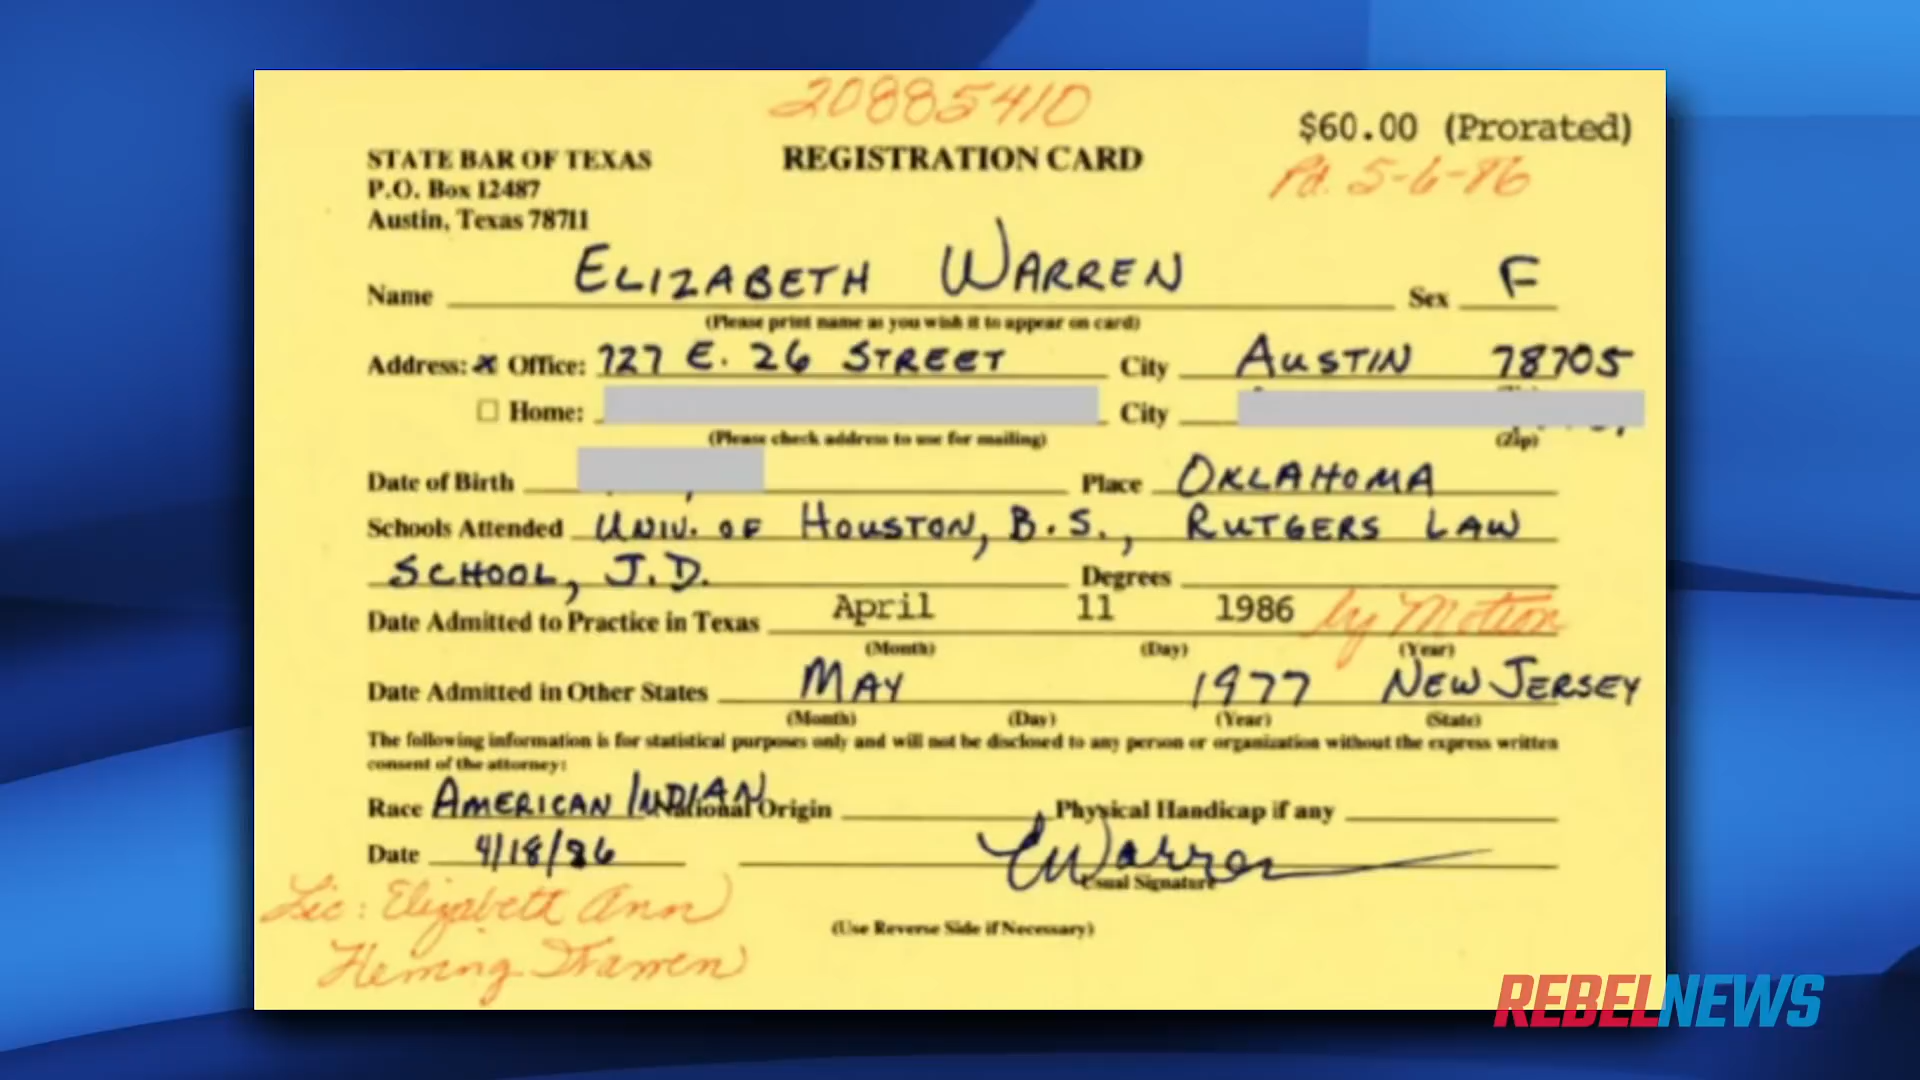 20885410
$60.00 (Prorated)
STATE BAR OF TEXAS REGISTRATION CARD Pd. 5-6-86
P.O. Box 12487
Austin, Texas 78711
Name ELIZABETH WARREN Sex F
(Please print name as you wish it to appear on card)
Address: x Office: 727 E. 26 STREET City AUSTIN 78705
Home: City
(Please check address to use for mailing) (Zip)
Date of Birth Place OKLAHOMA
Schools Attended UNIV. OF HOUSTON, B.S., RUTGERS LAW
SCHOOL, J.D. Degrees
Date Admitted to Practice in Texas April 11 1986 by Motion
(Month) (Day) (Year)
Date Admitted in Other States MAY 1977 NEW JERSEY
(Month) (Day) (Year) (State)
The following information is for statistical purposes only and will not be disclosed to any person or organization without the express written
consent of the attorney:
Race AMERICAN INDIAN National Origin Physical Handicap if any
Date 4/18/86 EWarren
Usual Signature
Lic: Elizabeth Ann
Herring Warren
(Use Reverse Side if Necessary)
REBELNEWS